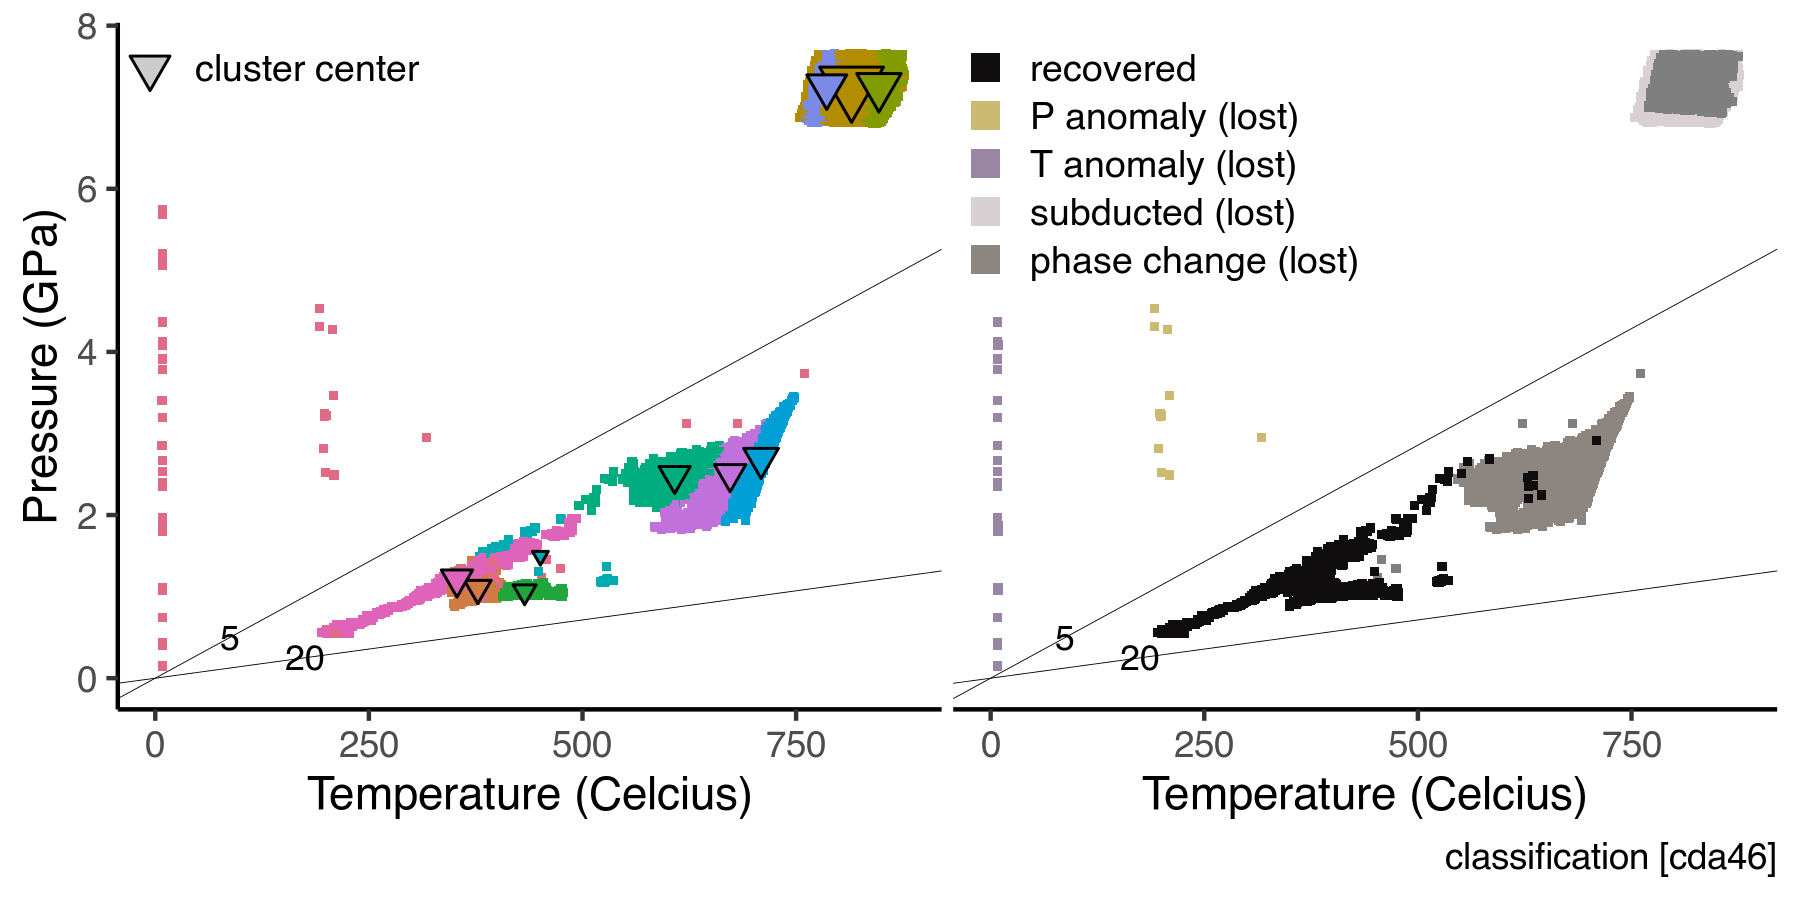 8
6
4
2
0
Pressure (GPa)
cluster center
5
20
0
250
500
750
Temperature (Celcius)
recovered
P anomaly (lost)
T anomaly (lost)
subducted (lost)
phase change (lost)
5
20
0
250
500
750
Temperature (Celcius)
classification [cda46]